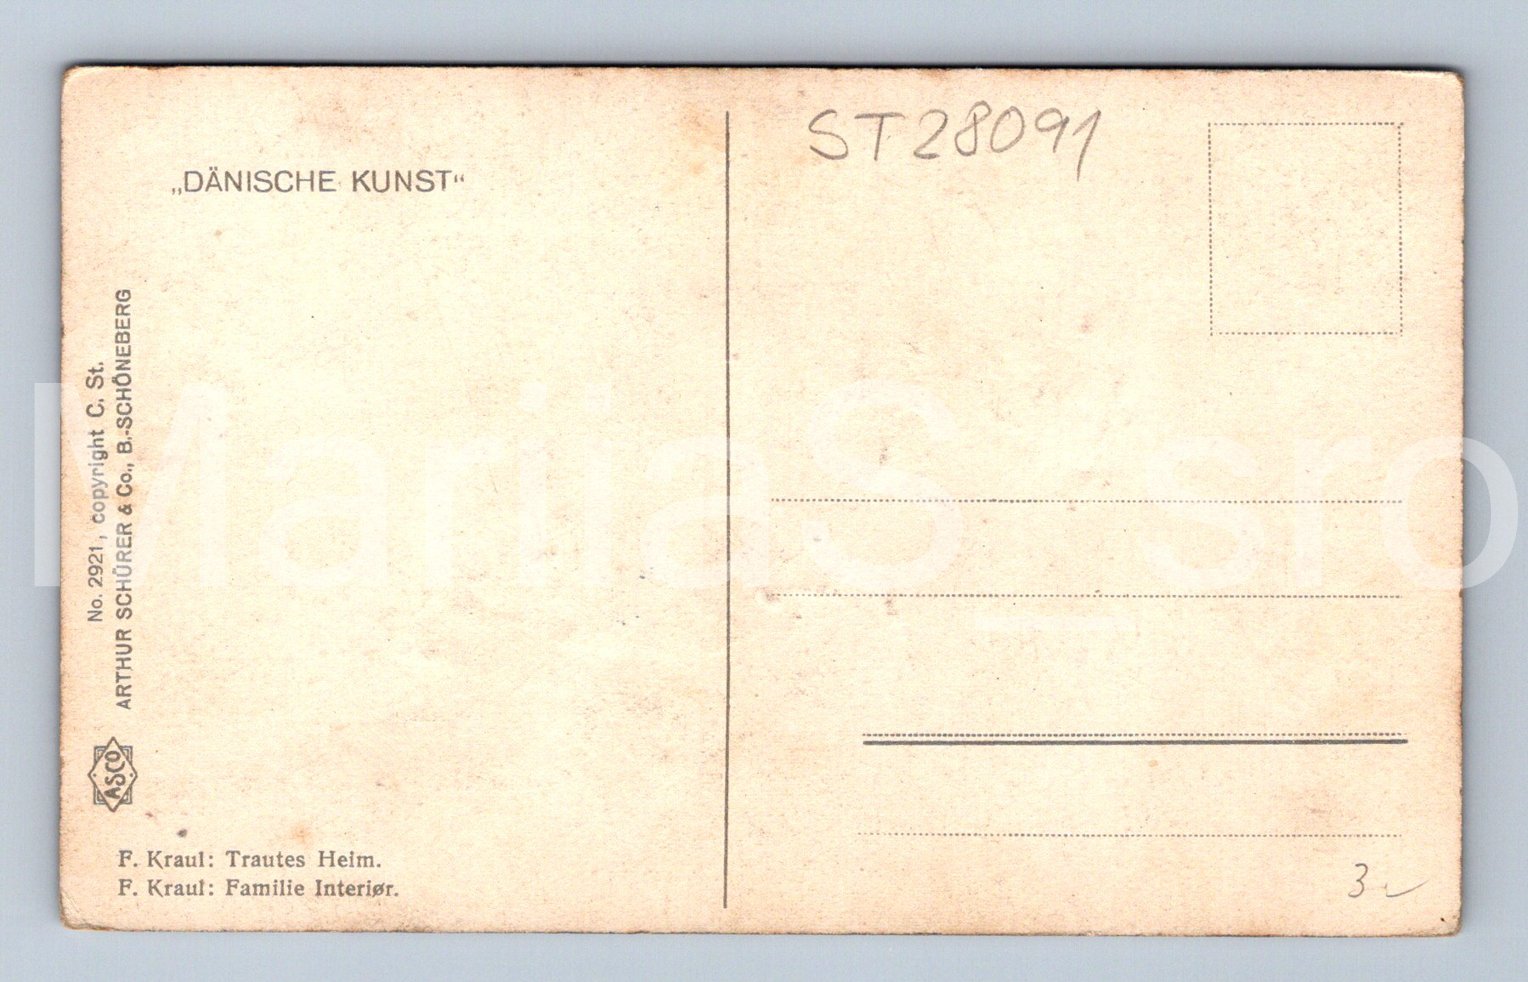 „DÄNISCHE KUNST“
ST28091
No. 2921, copyright C. St.
ARTHUR SCHÜRER & Co., B.-SCHÖNEBERG
ASCO
F. Kraul: Trautes Heim.
F. Kraul: Familie Interiør.
3.-
MarijaS_sro